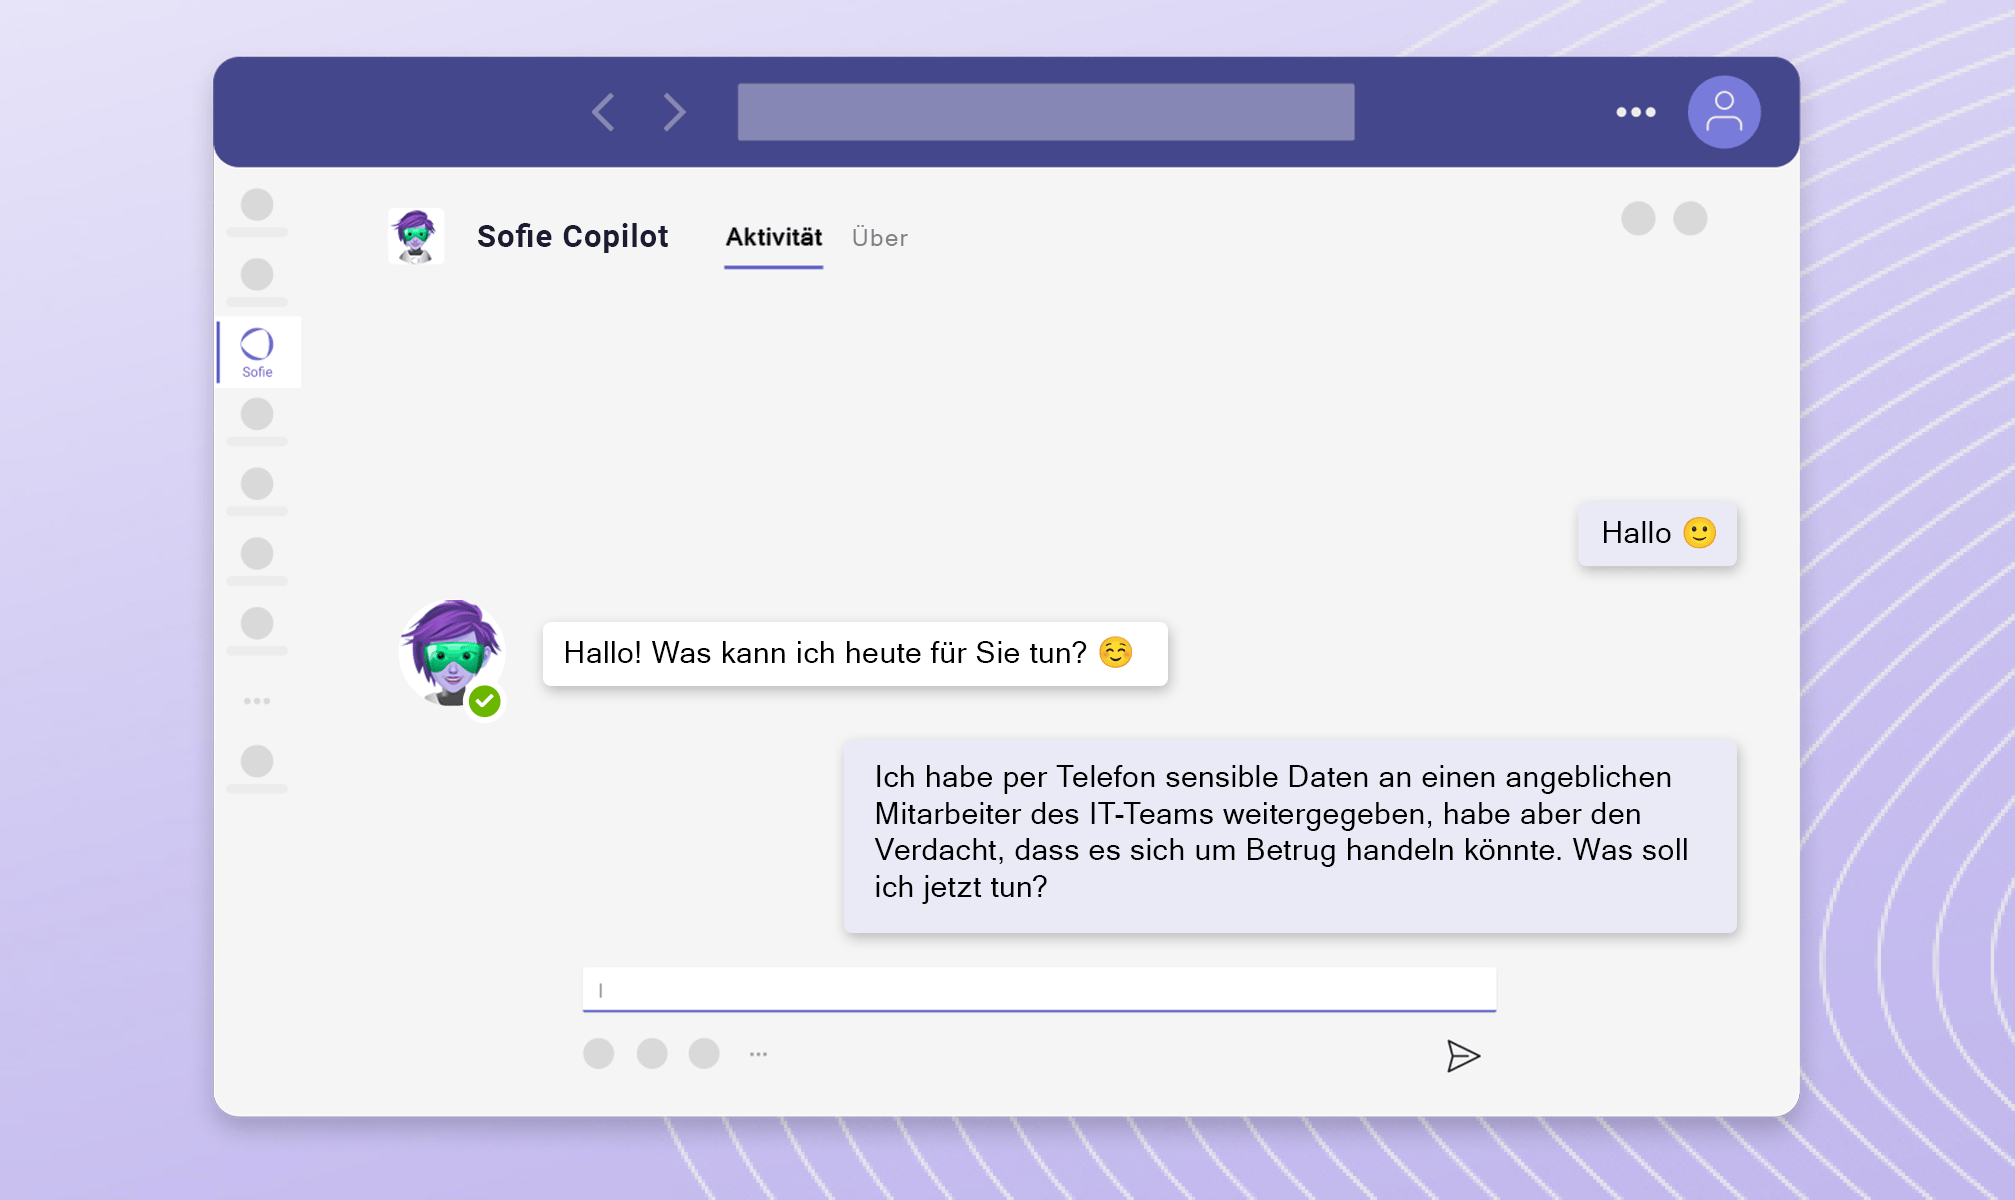 Sofie Copilot
Aktivität
Über
Sofie
Hallo 🙂
Hallo! Was kann ich heute für Sie tun? ☺️
Ich habe per Telefon sensible Daten an einen angeblichen
Mitarbeiter des IT-Teams weitergegeben, habe aber den
Verdacht, dass es sich um Betrug handeln könnte. Was soll
ich jetzt tun?